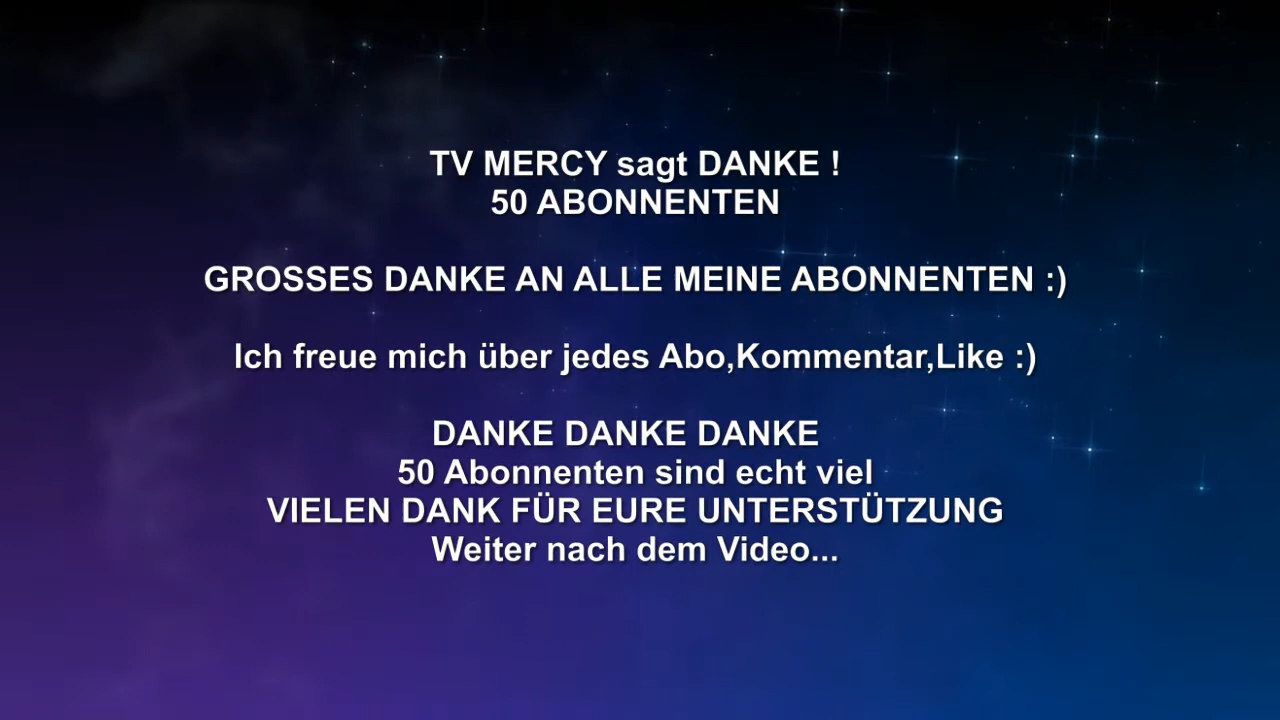 TV MERCY sagt DANKE !
50 ABONNENTEN
GROSSES DANKE AN ALLE MEINE ABONNENTEN :)
Ich freue mich über jedes Abo,Kommentar,Like :)
DANKE DANKE DANKE
50 Abonnenten sind echt viel
VIELEN DANK FÜR EURE UNTERSTÜTZUNG
Weiter nach dem Video...